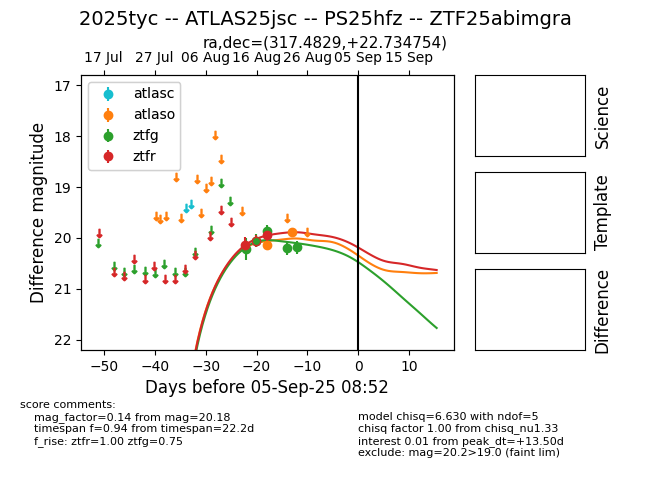 2025tyc -- ATLAS25jsc -- PS25hfz -- ZTF25abimgra
ra,dec=(317.4829,+22.734754)
17 Jul 27 Jul 06 Aug 16 Aug 26 Aug 05 Sep 15 Sep
17
18
19
20
21
22
Difference magnitude
atlasc
atlaso
ztfg
ztfr
−50 −40 −30 −20 −10 0 10
Days before 05-Sep-25 08:52
Science
Template
Difference
score comments:
mag_factor=0.14 from mag=20.18
timespan f=0.94 from timespan=22.2d
f_rise: ztfr=1.00 ztfg=0.75
model chisq=6.630 with ndof=5
chisq factor 1.00 from chisq_nu1.33
interest 0.01 from peak_dt=+13.50d
exclude: mag=20.2>19.0 (faint lim)